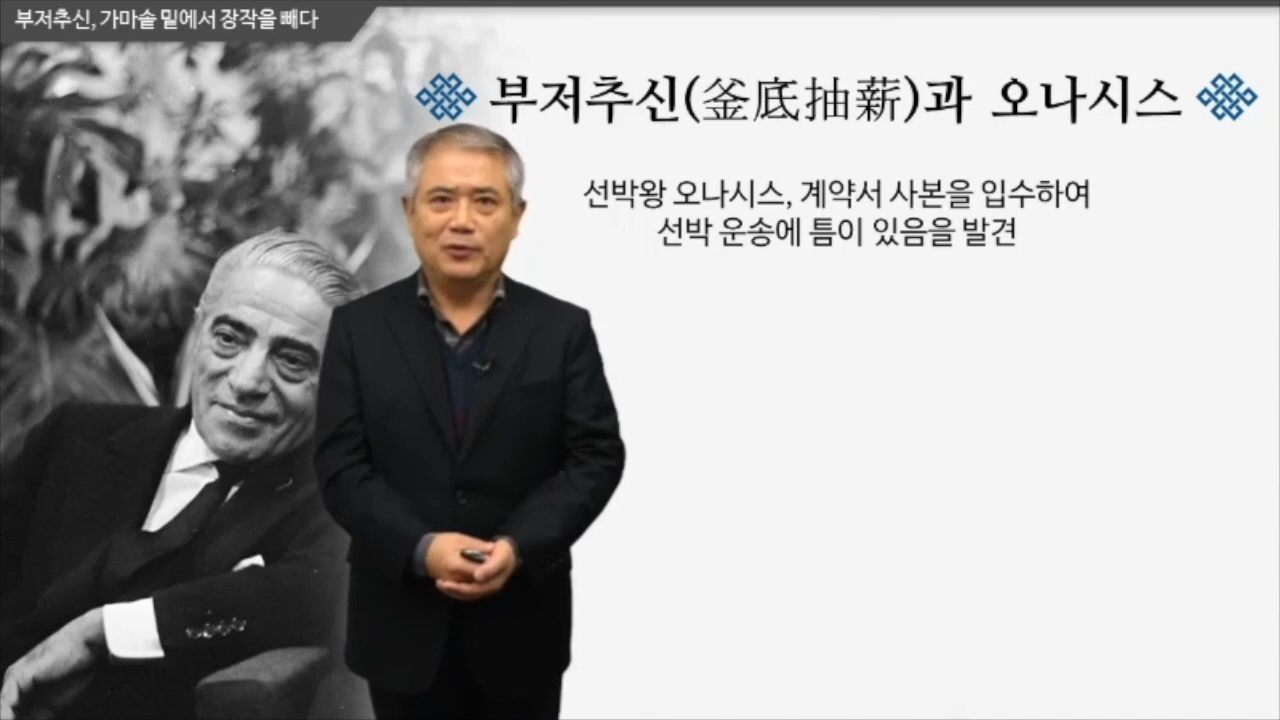 부저추신, 가마솥 밑에서 장작을 빼다
부저추신(釜底抽薪)과 오나시스
선박왕 오나시스, 계약서 사본을 입수하여
선박 운송에 틈이 있음을 발견